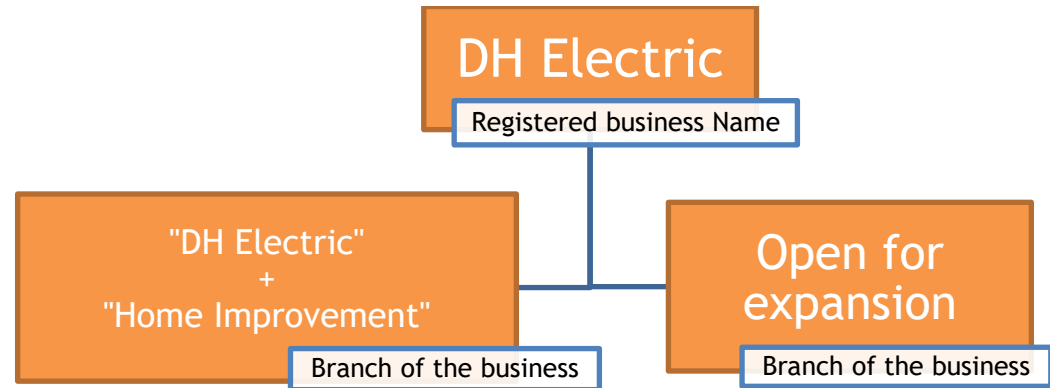 DH Electric
Registered business Name
"DH Electric"
+
"Home Improvement"
Branch of the business
Open for
expansion
Branch of the business